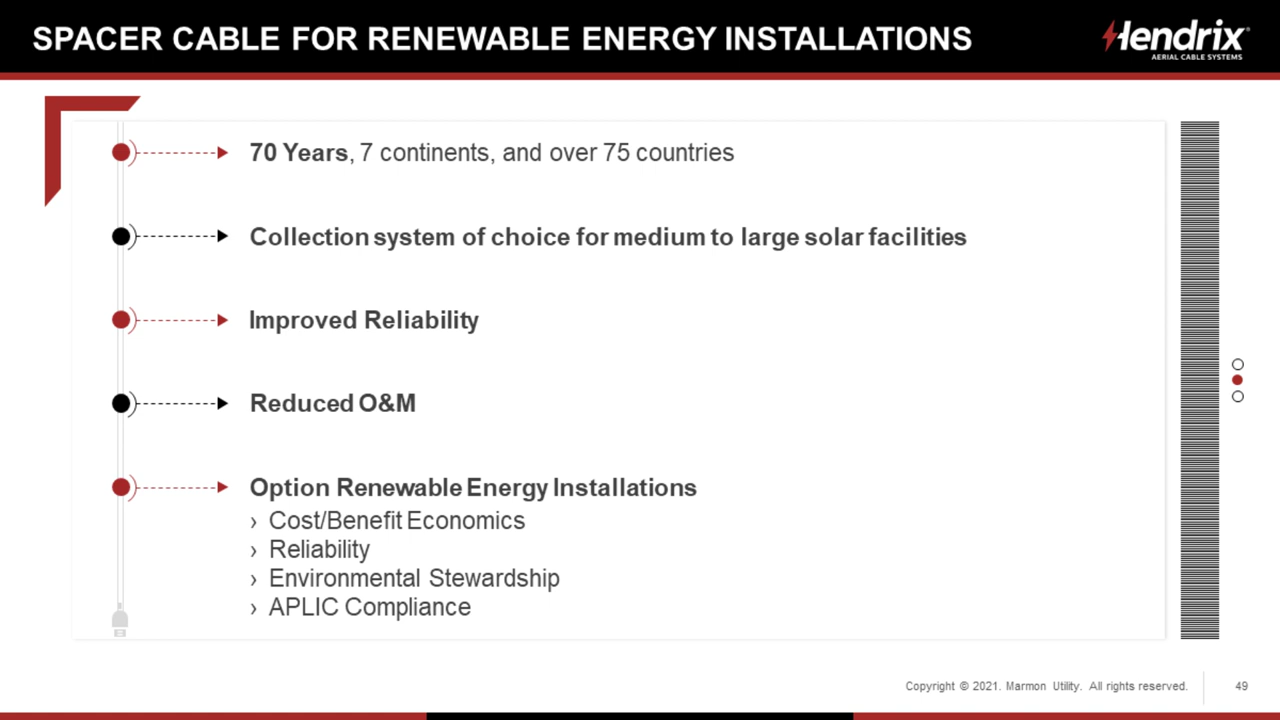 SPACER CABLE FOR RENEWABLE ENERGY INSTALLATIONS
Hendrix®
AERIAL CABLE SYSTEMS
70 Years, 7 continents, and over 75 countries
Collection system of choice for medium to large solar facilities
Improved Reliability
Reduced O&M
Option Renewable Energy Installations
› Cost/Benefit Economics
› Reliability
› Environmental Stewardship
› APLIC Compliance
Copyright © 2021. Marmon Utility. All rights reserved.
49